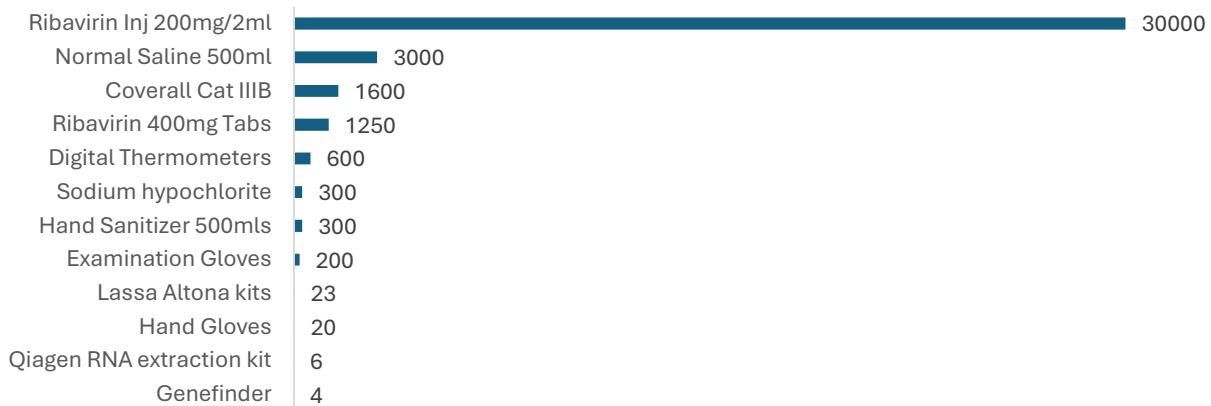 Ribavirin Inj 200mg/2ml 30000
Normal Saline 500ml 3000
Coverall Cat IIIB 1600
Ribavirin 400mg Tabs 1250
Digital Thermometers 600
Sodium hypochlorite 300
Hand Sanitizer 500mls 300
Examination Gloves 200
Lassa Altona kits 23
Hand Gloves 20
Qiagen RNA extraction kit 6
Genefinder 4